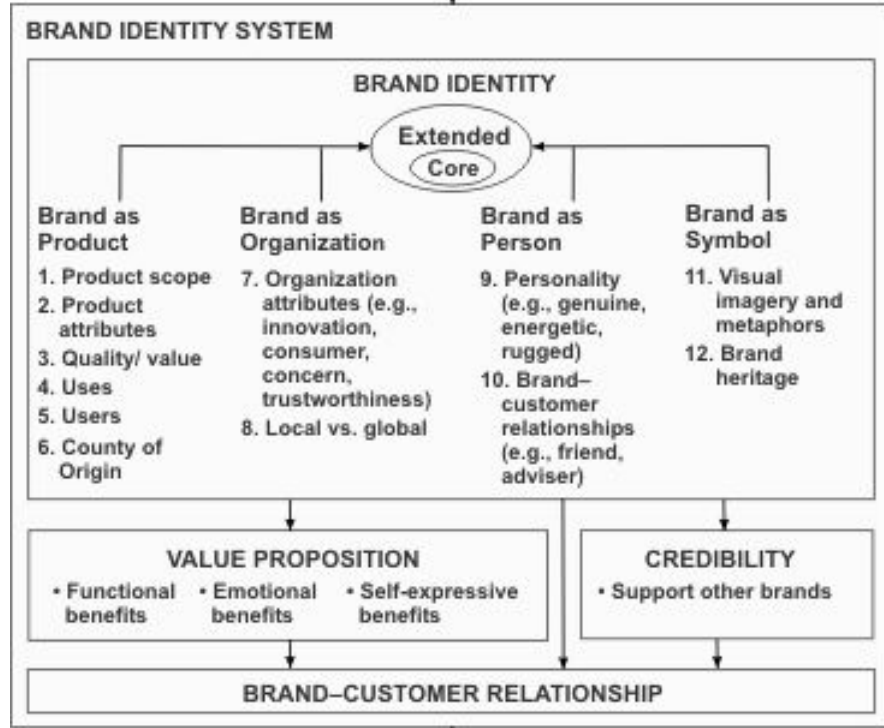 BRAND IDENTITY SYSTEM
BRAND IDENTITY
Extended
Core
Brand as
Product
1. Product scope
2. Product
attributes
3. Quality/ value
4. Uses
5. Users
6. County of
Origin
Brand as
Organization
7. Organization
attributes (e.g.,
innovation,
consumer,
concern,
trustworthiness)
8. Local vs. global
Brand as
Person
9. Personality
(e.g., genuine,
energetic,
rugged)
10. Brand–
customer
relationships
(e.g., friend,
adviser)
Brand as
Symbol
11. Visual
imagery and
metaphors
12. Brand
heritage
VALUE PROPOSITION
• Functional
benefits
• Emotional
benefits
• Self-expressive
benefits
CREDIBILITY
• Support other brands
BRAND–CUSTOMER RELATIONSHIP